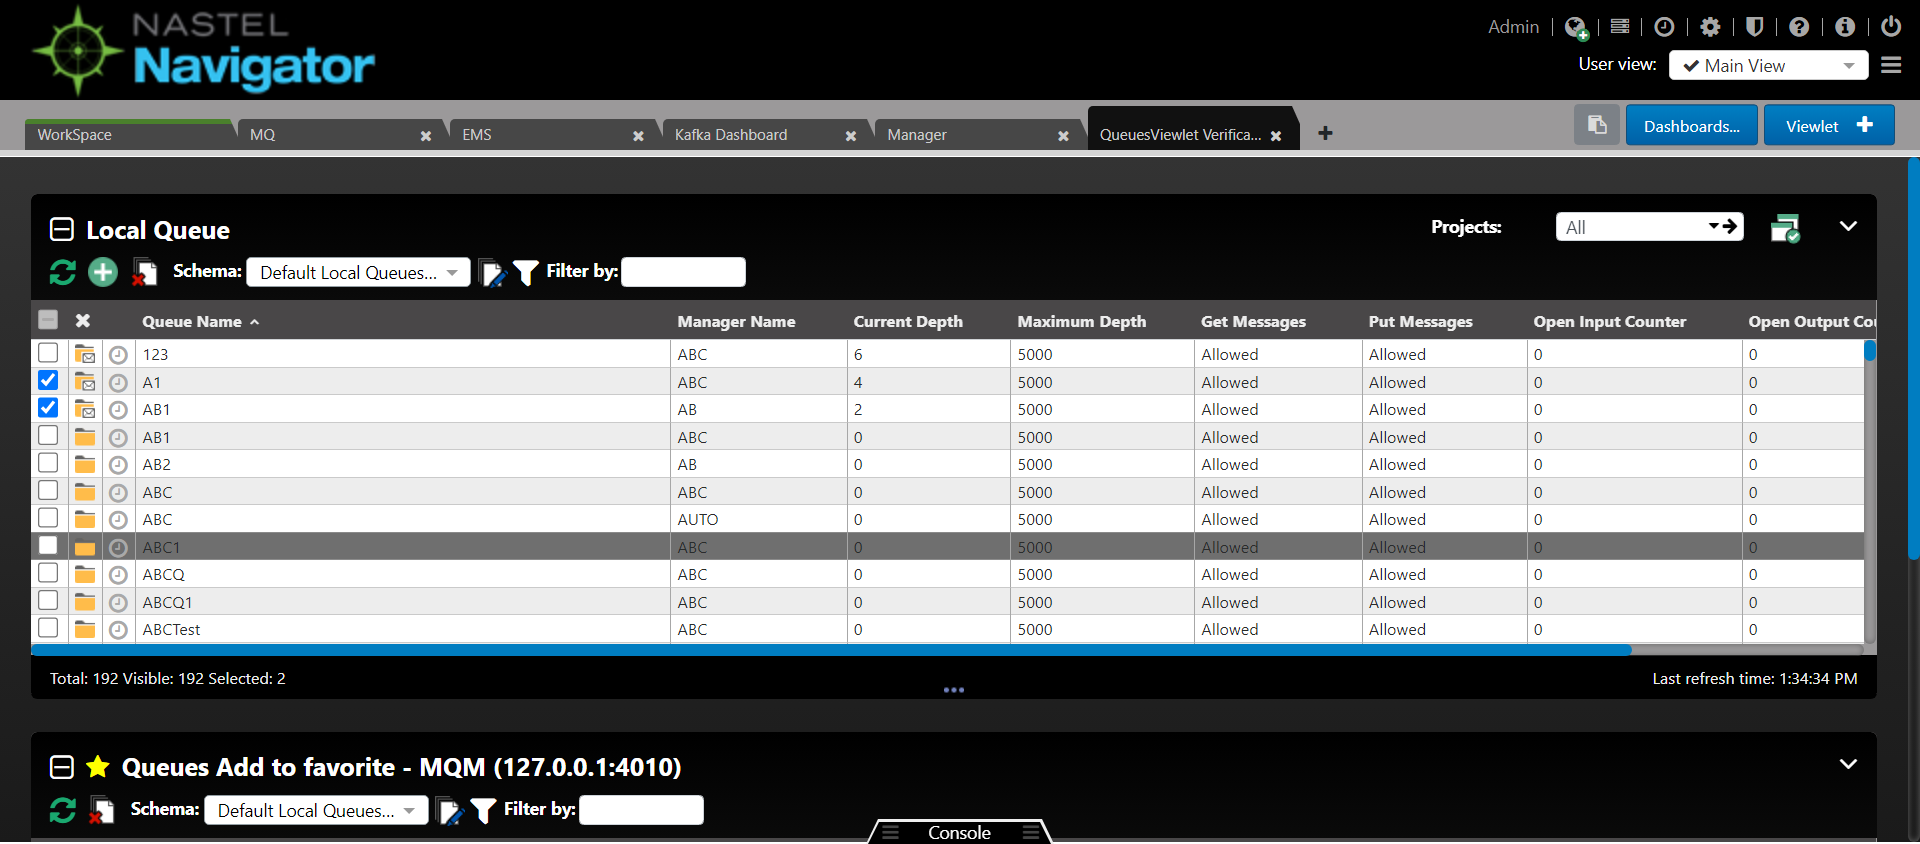 NASTEL
Navigator
Admin
User view: Main View
WorkSpace MQ EMS Kafka Dashboard Manager QueuesViewlet Verifica... Dashboards... Viewlet
Local Queue Projects: All
Schema: Default Local Queues... Filter by:
Queue Name Manager Name Current Depth Maximum Depth Get Messages Put Messages Open Input Counter Open Output Cou
123 ABC 6 5000 Allowed Allowed 0 0
A1 ABC 4 5000 Allowed Allowed 0 0
AB1 AB 2 5000 Allowed Allowed 0 0
AB1 ABC 0 5000 Allowed Allowed 0 0
AB2 AB 0 5000 Allowed Allowed 0 0
ABC ABC 0 5000 Allowed Allowed 0 0
ABC AUTO 0 5000 Allowed Allowed 0 0
ABC1 ABC 0 5000 Allowed Allowed 0 0
ABCQ ABC 0 5000 Allowed Allowed 0 0
ABCQ1 ABC 0 5000 Allowed Allowed 0 0
ABCTest ABC 0 5000 Allowed Allowed 0 0
Total: 192 Visible: 192 Selected: 2 Last refresh time: 1:34:34 PM
Queues Add to favorite - MQM (127.0.0.1:4010)
Schema: Default Local Queues... Filter by:
Console